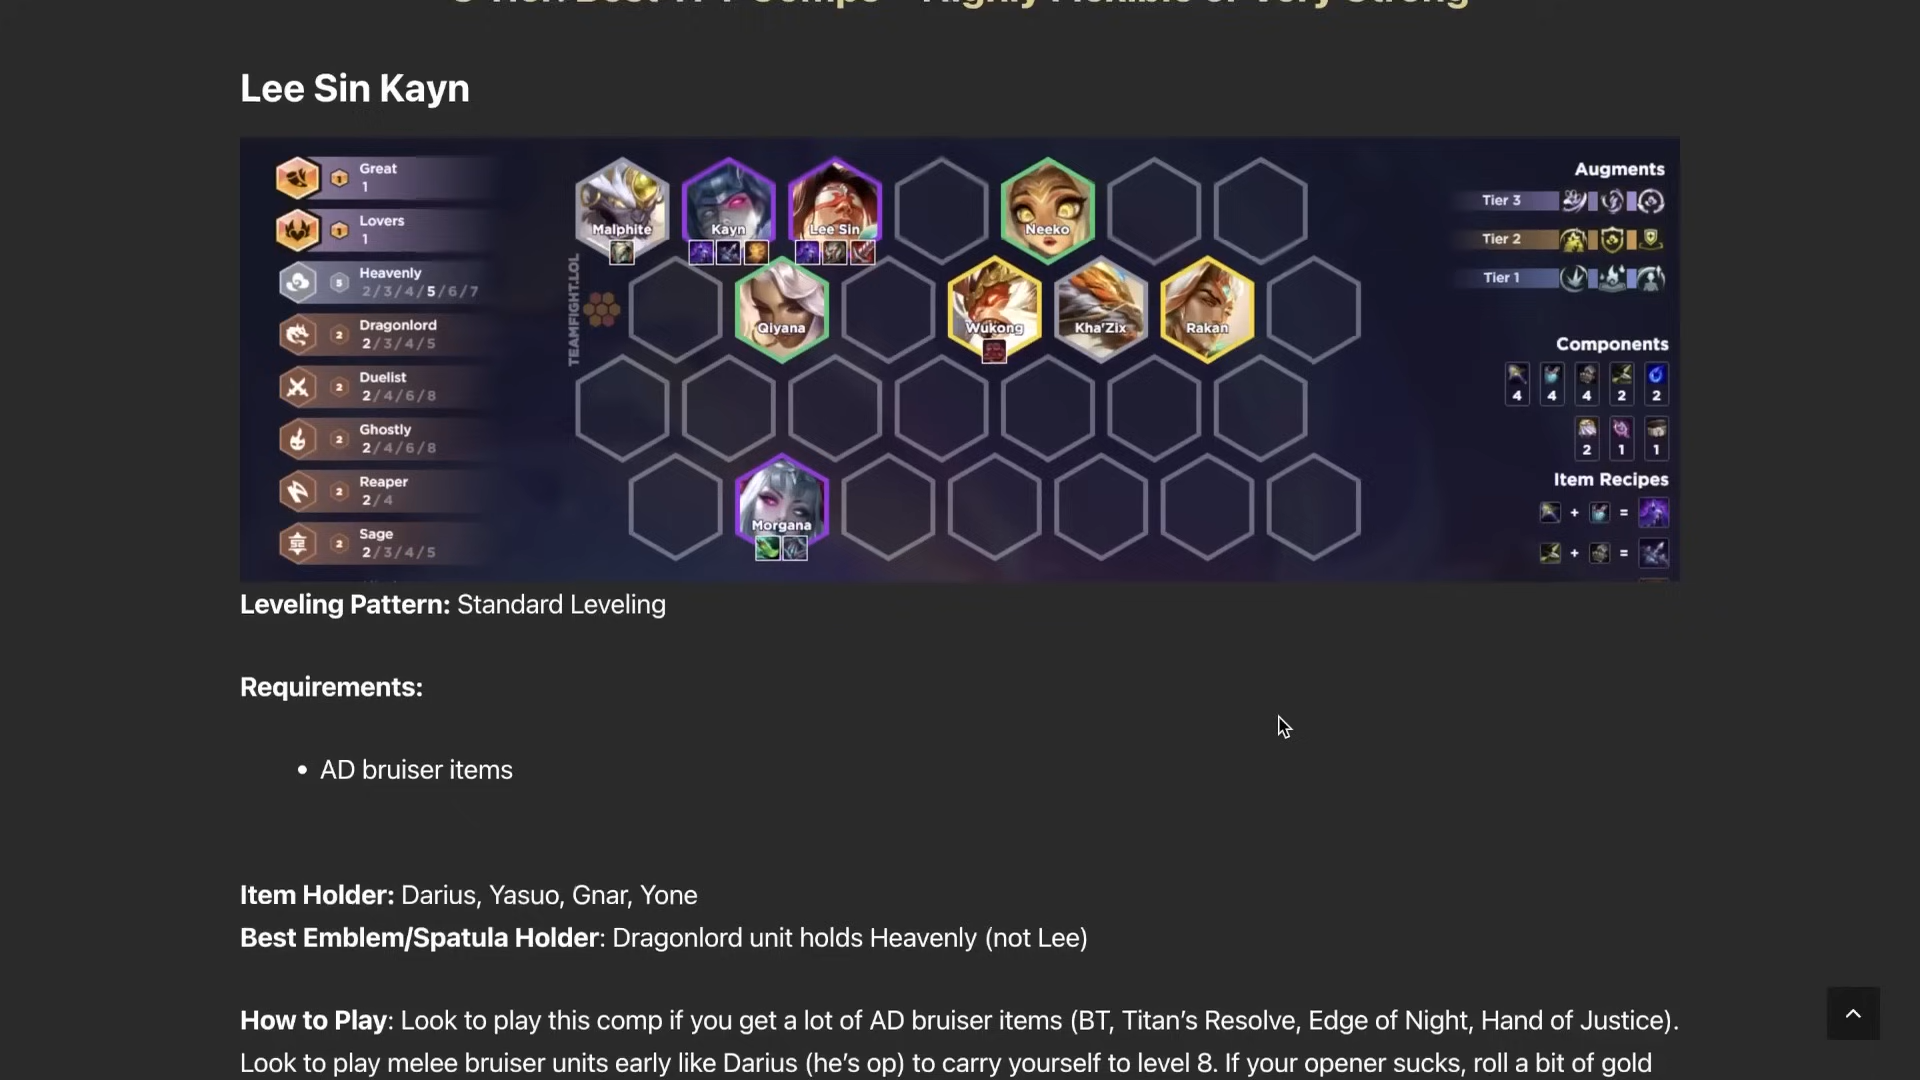 Lee Sin Kayn
Great
1
Lovers
1
Heavenly
5
2/3/4/5/6/7
Dragonlord
2
2/3/4/5
Duelist
2
2/4/6/8
Ghostly
2
2/4/6/8
Reaper
2
2/4
Sage
2
2/3/4/5
TEAMFIGHT.LOL
Malphite
Kayn
Lee Sin
Neeko
Qiyana
Wukong
Kha'Zix
Rakan
Morgana
Augments
Tier 3
Tier 2
Tier 1
Components
4 4 4 2 2
2 1 1
Item Recipes
+ =
+ =
Leveling Pattern: Standard Leveling
Requirements:
• AD bruiser items
Item Holder: Darius, Yasuo, Gnar, Yone
Best Emblem/Spatula Holder: Dragonlord unit holds Heavenly (not Lee)
How to Play: Look to play this comp if you get a lot of AD bruiser items (BT, Titan's Resolve, Edge of Night, Hand of Justice).
Look to play melee bruiser units early like Darius (he's op) to carry yourself to level 8. If your opener sucks, roll a bit of gold